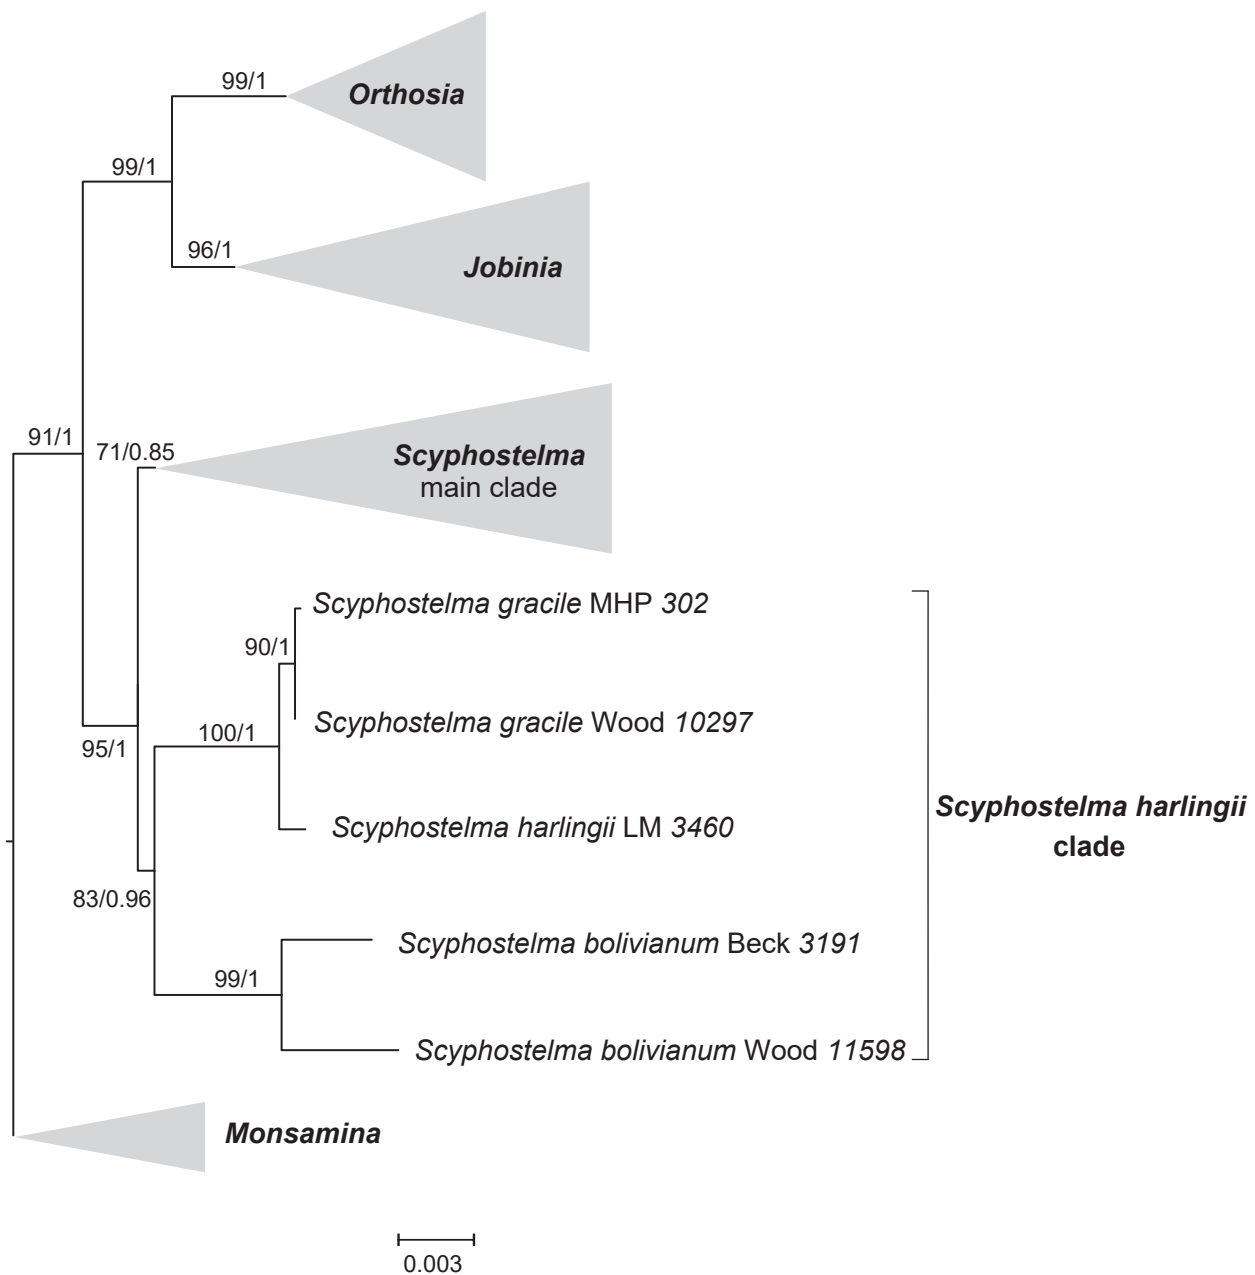 99/1
Orthosia
99/1
96/1
Jobinia
91/1
71/0.85
Scyphostelma
main clade
Scyphostelma gracile MHP 302
90/1
Scyphostelma gracile Wood 10297
100/1
95/1
Scyphostelma harlingii LM 3460
Scyphostelma harlingii
clade
83/0.96
Scyphostelma bolivianum Beck 3191
99/1
Scyphostelma bolivianum Wood 11598
Monsamina
0.003